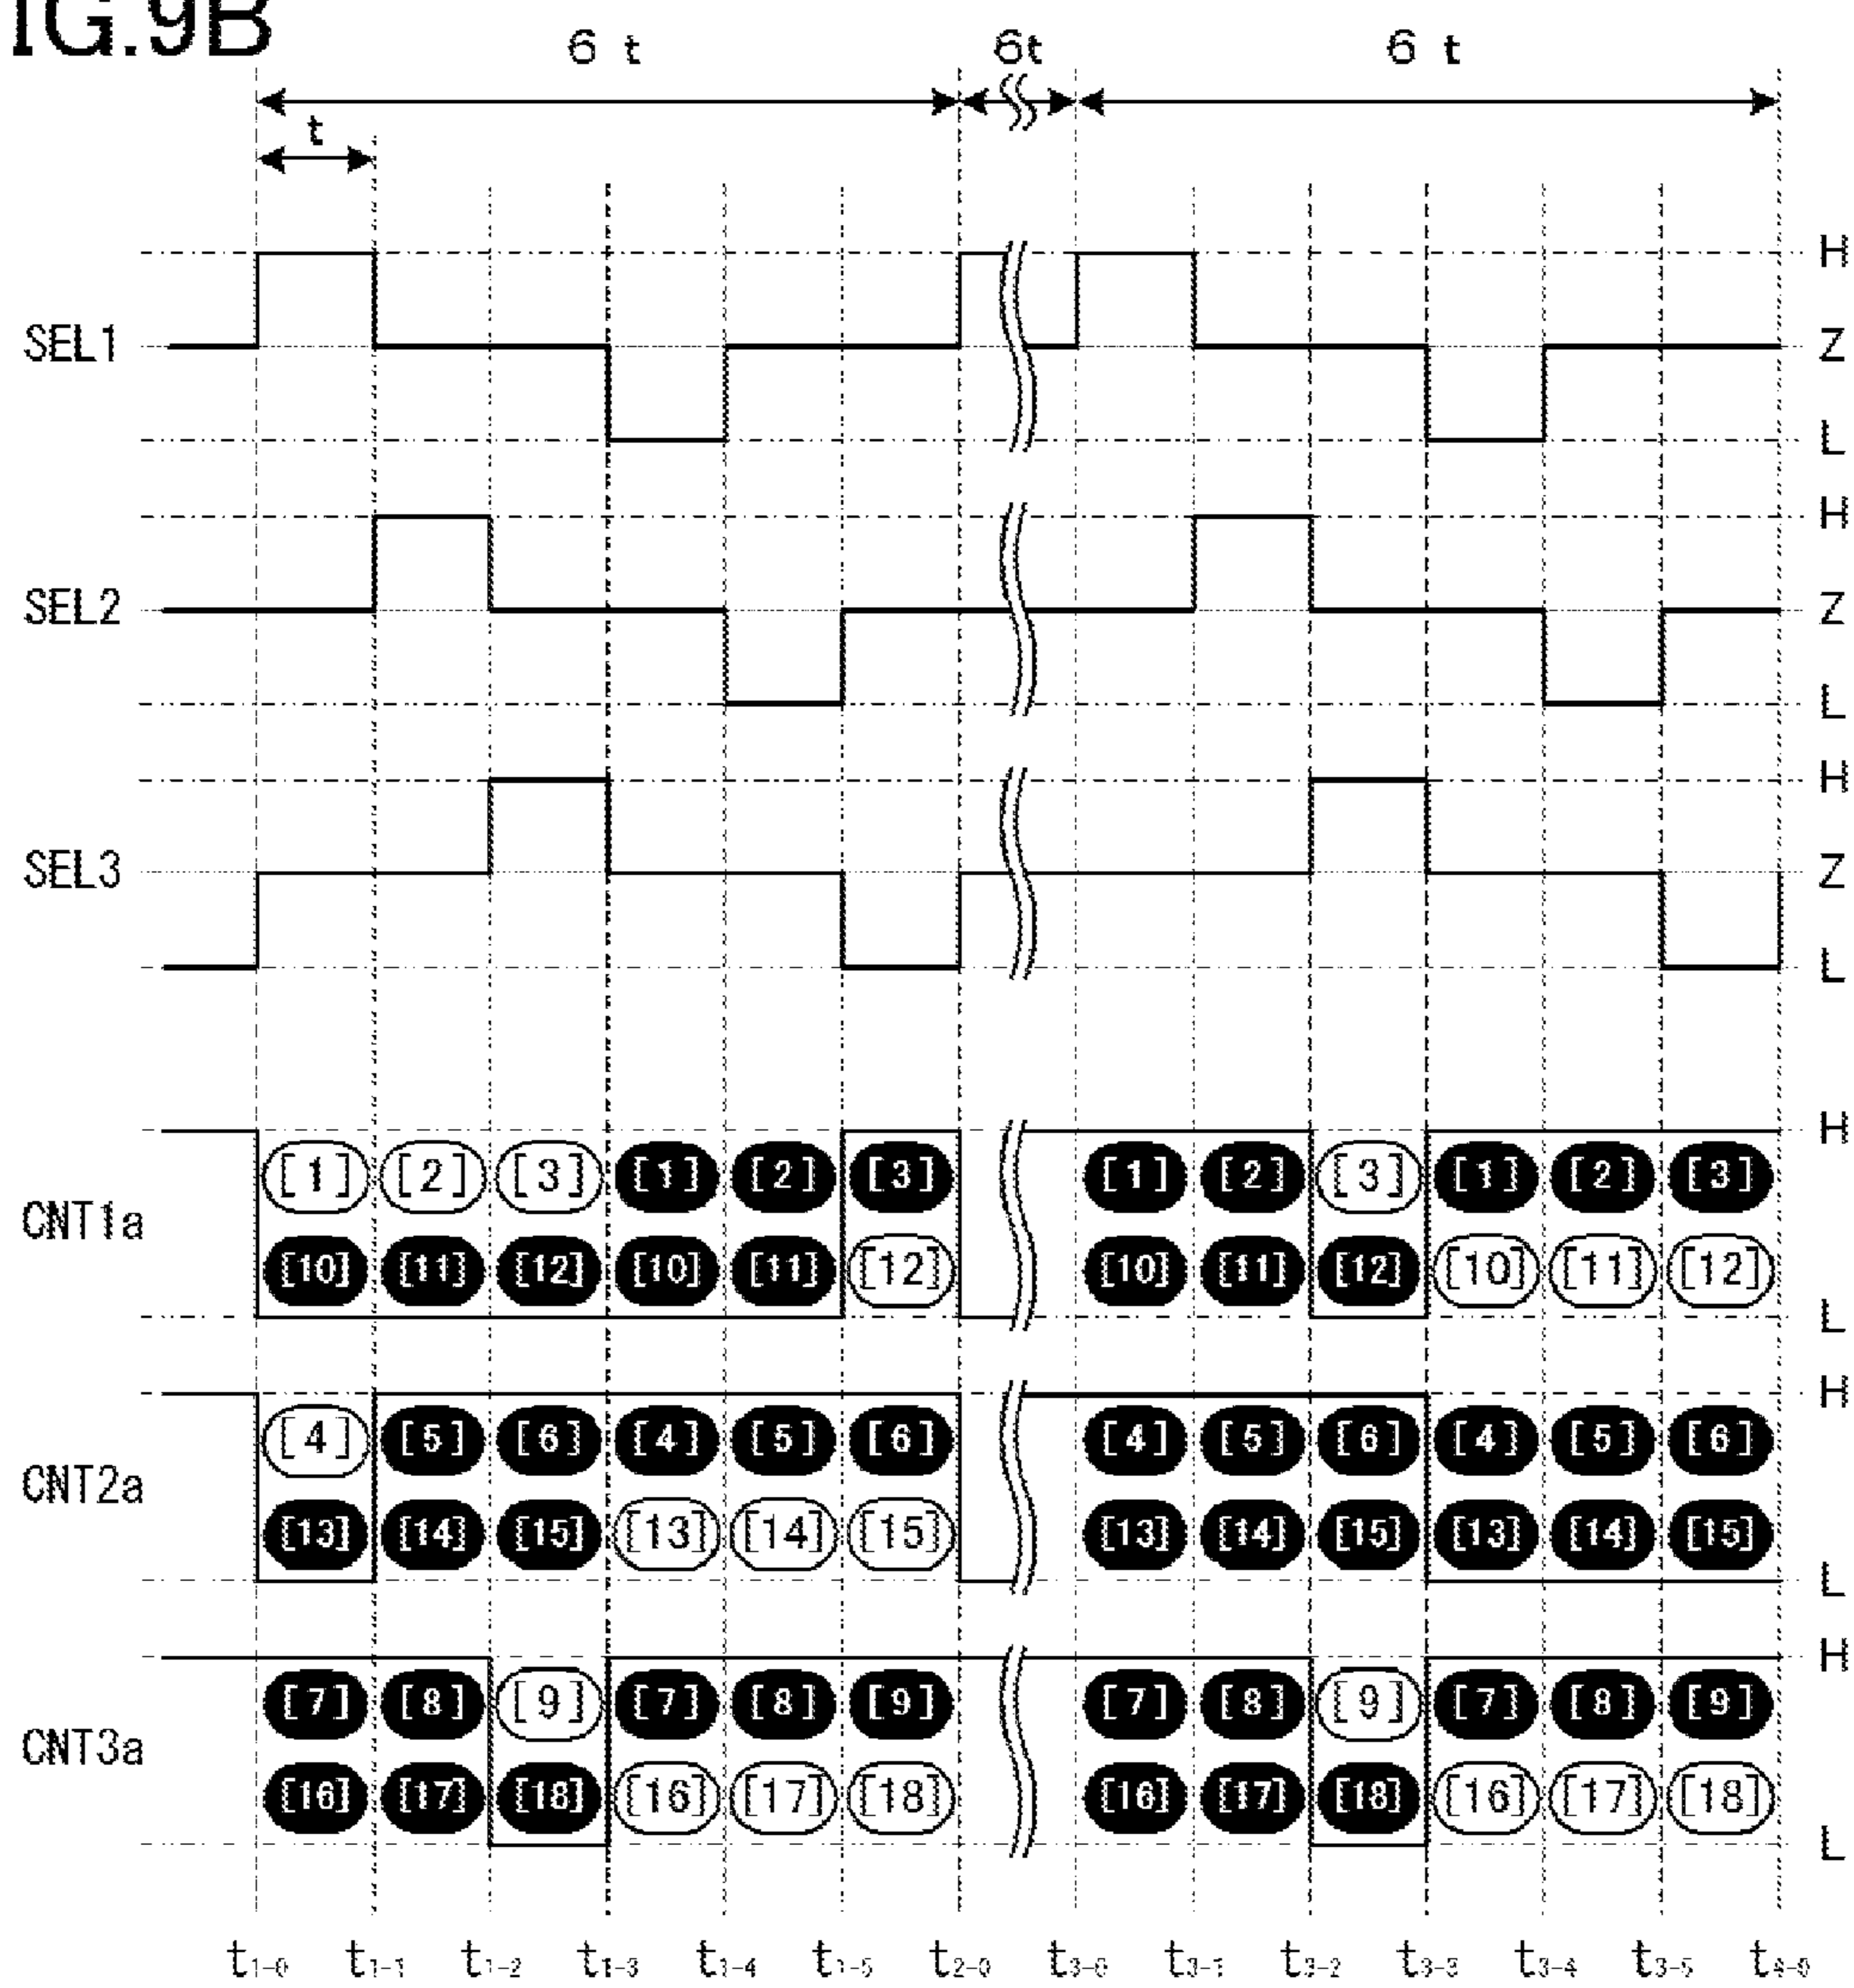 IG.9B
6 t 6t 6 t
t
H
SEL1 Z
L
H
SEL2 Z
L
H
SEL3 Z
L
H
[1] [2] [3] [1] [2] [3] [1] [2] [3] [1] [2] [3]
CNT1a
[10] [11] [12] [10] [11] [12] [10] [11] [12] [10] [11] [12]
L
H
[4] [5] [6] [4] [5] [6] [4] [5] [6] [4] [5] [6]
CNT2a
[13] [14] [15] [13] [14] [15] [13] [14] [15] [13] [14] [15]
L
H
[7] [8] [9] [7] [8] [9] [7] [8] [9] [7] [8] [9]
CNT3a
[16] [17] [18] [16] [17] [18] [16] [17] [18] [16] [17] [18]
L
t1-0 t1-1 t1-2 t1-3 t1-4 t1-5 t2-0 t3-0 t3-1 t3-2 t3-3 t3-4 t3-5 t4-0